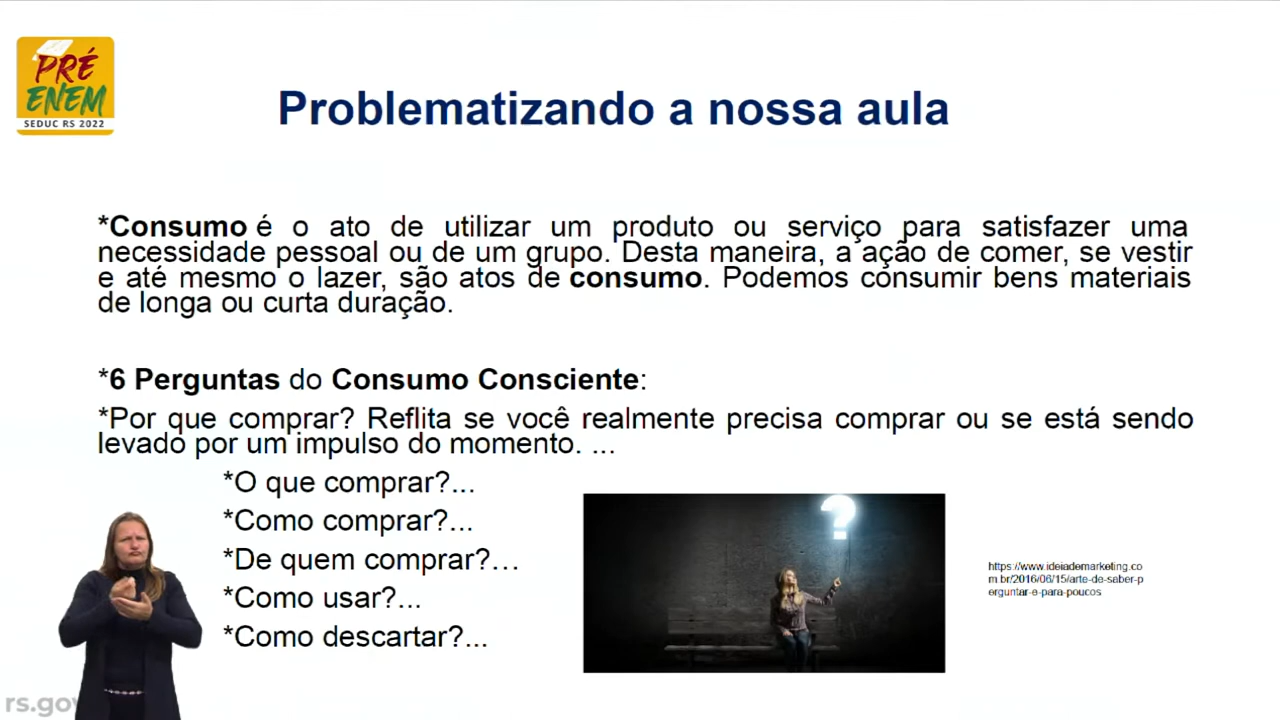 PRÉ
ENEM
SEDUC RS 2022
Problematizando a nossa aula
*Consumo é o ato de utilizar um produto ou serviço para satisfazer uma
necessidade pessoal ou de um grupo. Desta maneira, a ação de comer, se vestir
e até mesmo o lazer, são atos de consumo. Podemos consumir bens materiais
de longa ou curta duração.
*6 Perguntas do Consumo Consciente:
*Por que comprar? Reflita se você realmente precisa comprar ou se está sendo
levado por um impulso do momento. ...
*O que comprar?...
*Como comprar?...
*De quem comprar?…
*Como usar?...
*Como descartar?...
?
https://www.ideiademarketing.co
m.br/2016/06/15/arte-de-saber-p
erguntar-e-para-poucos
rs.gov